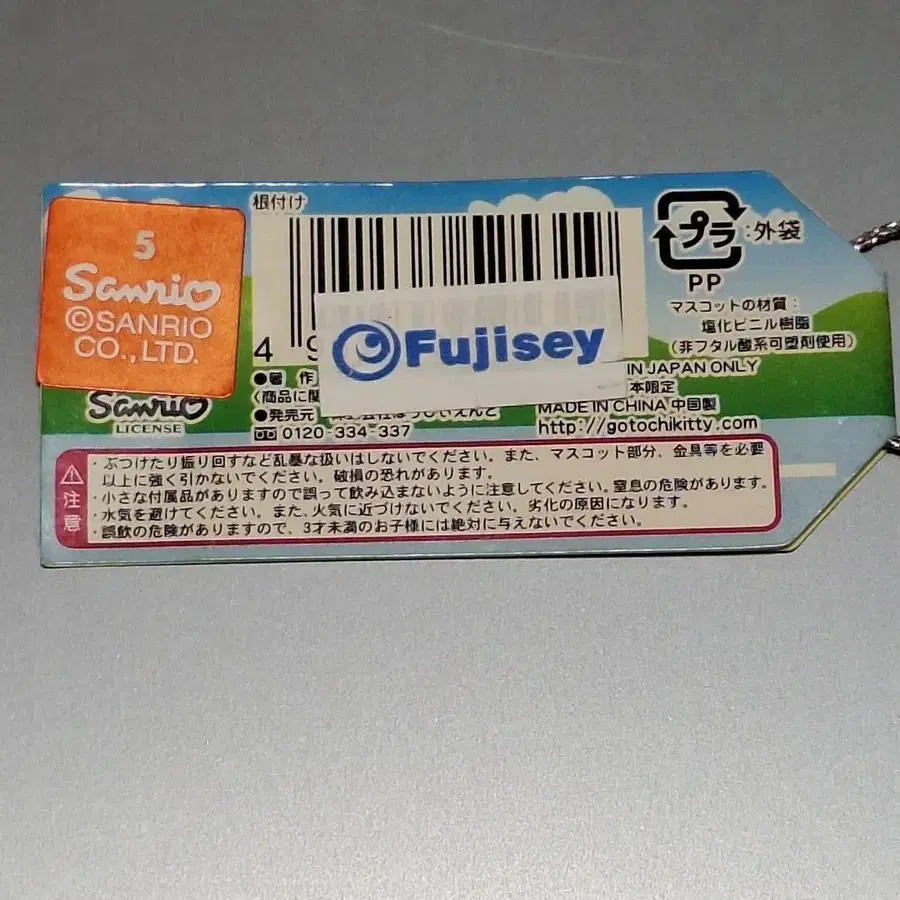 根付け
5
Sanrio
©SANRIO
CO.,LTD.
Sanrio
LICENSE
4 9
Fujisey
●著 作
(商品に関
●発売元
0120-334-337
プラ:外袋
PP
マスコットの材質:
塩化ビニル樹脂
(非フタル酸系可塑剤使用)
IN JAPAN ONLY
本限定
MADE IN CHINA 中国製
http://gotochikitty.com
注意
・ぶつけたり振り回すなど乱暴な扱いはしないでください。また、マスコット部分、金具等を必要
以上に強く引かないでください。破損の恐れがあります。
・小さな付属品がありますので誤って飲み込まないように注意してください。窒息の危険があります。
・水気を避けてください。また、火気に近づけないでください。劣化の原因になります。
・誤飲の危険がありますので、3才未満のお子様には絶対に与えないでください。